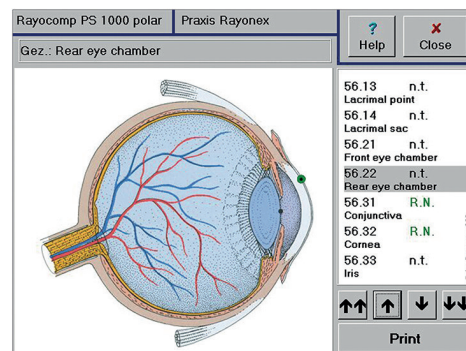 Rayocomp PS 1000 polar
Praxis Rayonex
Gez.: Rear eye chamber
?
Help
X
Close
56.13 n.t.
Lacrimal point
56.14 n.t.
Lacrimal sac
56.21 n.t.
Front eye chamber
56.22 n.t.
Rear eye chamber
56.31 R.N.
Conjunctiva
56.32 R.N.
Cornea
56.33 n.t.
Iris
Print